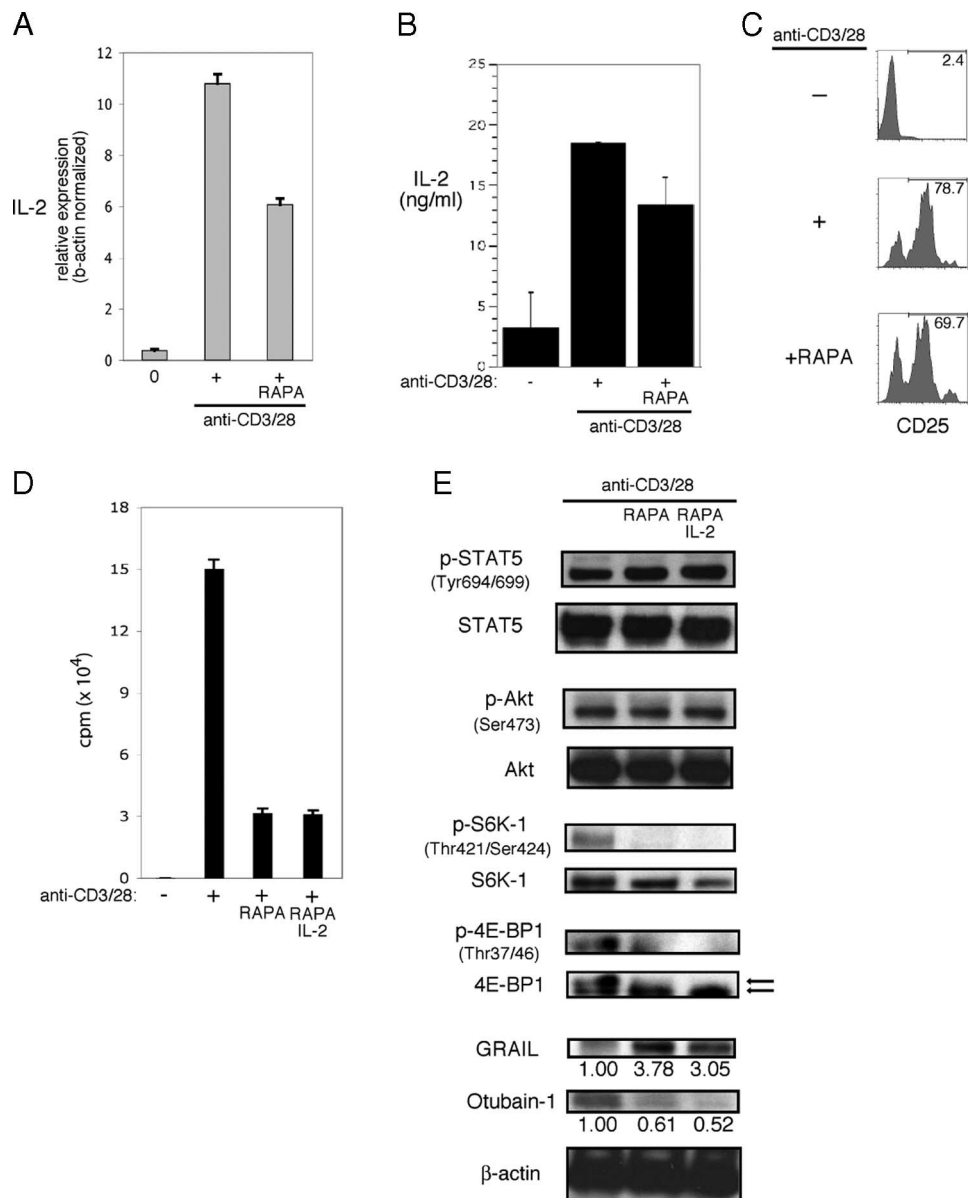 A
12
10
8
6
4
2
0
IL-2
relative expression
(b-actin normalized)
0 + +
RAPA
anti-CD3/28
B
25
20
15
10
5
0
IL-2
(ng/ml)
anti-CD3/28: - + +
RAPA
anti-CD3/28
C
anti-CD3/28
– 2.4
+ 78.7
+RAPA 69.7
CD25
D
18
15
12
9
6
3
0
cpm (x 10⁴)
anti-CD3/28: - + + +
RAPA RAPA
IL-2
E
anti-CD3/28
RAPA RAPA
IL-2
p-STAT5
(Tyr694/699)
STAT5
p-Akt
(Ser473)
Akt
p-S6K-1
(Thr421/Ser424)
S6K-1
p-4E-BP1
(Thr37/46)
4E-BP1
GRAIL
1.00 3.78 3.05
Otubain-1
1.00 0.61 0.52
β-actin